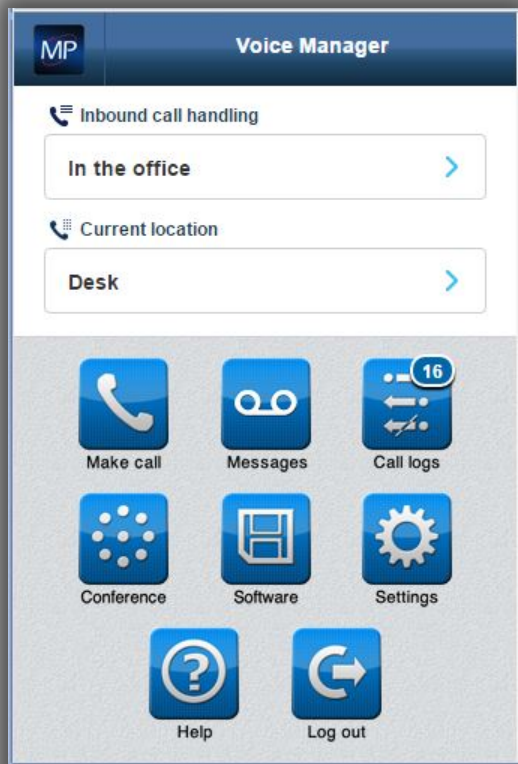 MP Voice Manager
Inbound call handling
In the office
Current location
Desk
16
Make call Messages Call logs
Conference Software Settings
Help Log out